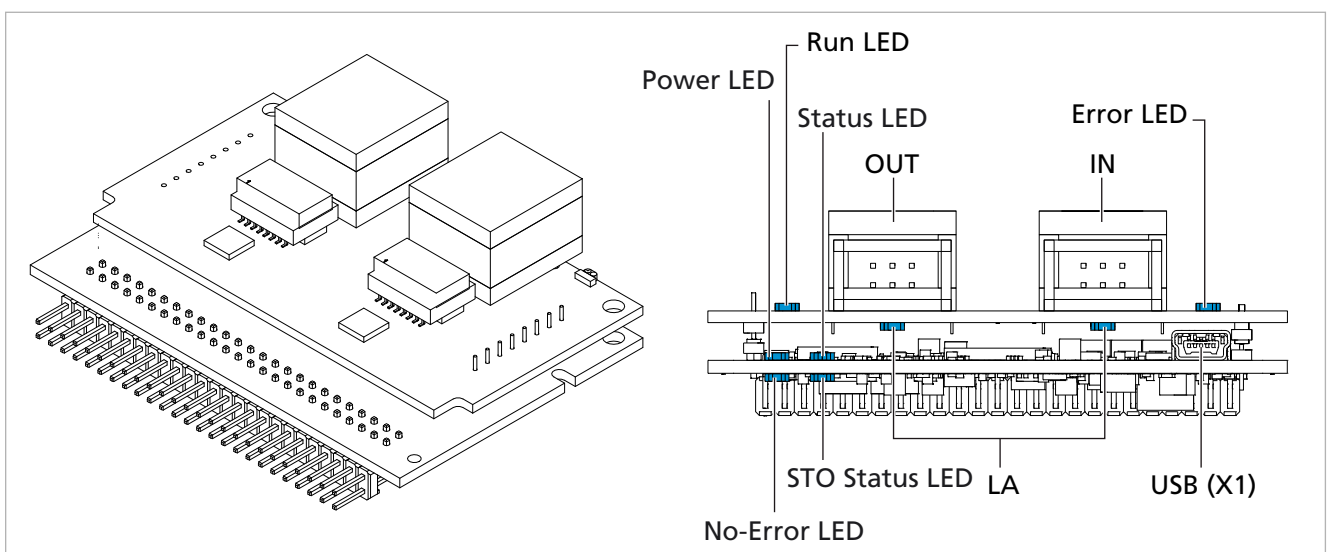 Run LED
Power LED
Status LED
Error LED
OUT
IN
STO Status LED
LA
USB (X1)
No-Error LED